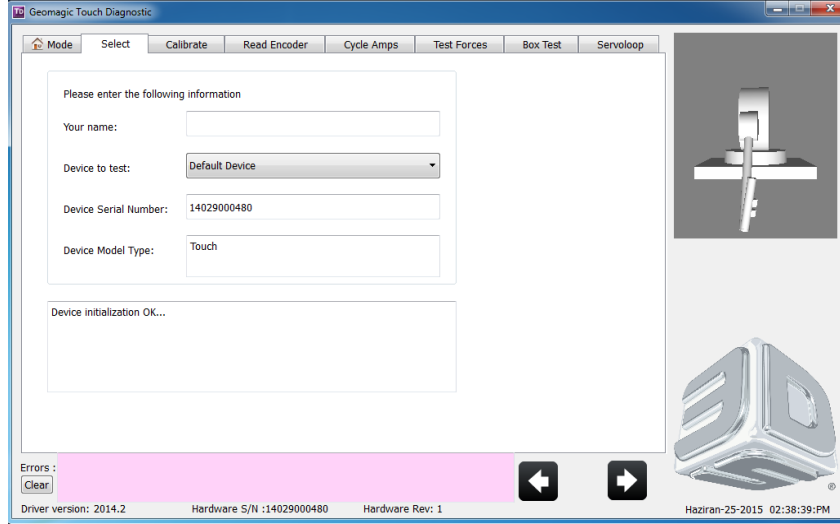 TD Geomagic Touch Diagnostic
Mode Select Calibrate Read Encoder Cycle Amps Test Forces Box Test Servoloop
Please enter the following information
Your name:
Device to test: Default Device
Device Serial Number: 14029000480
Device Model Type: Touch
Device initialization OK...
Errors :
Clear
®
Driver version: 2014.2 Hardware S/N :14029000480 Hardware Rev: 1 Haziran-25-2015 02:38:39:PM